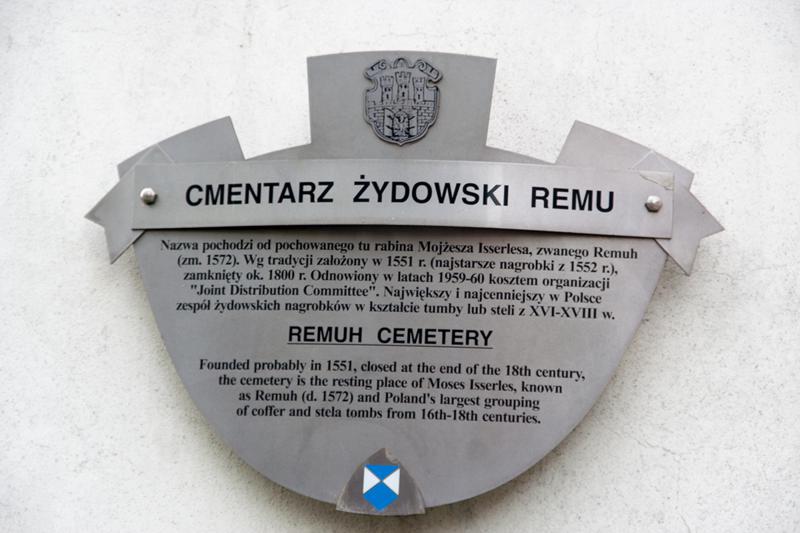 CMENTARZ ŻYDOWSKI REMU
Nazwa pochodzi od pochowanego tu rabina Mojżesza Isserlesa, zwanego Remuh
(zm. 1572). Wg tradycji założony w 1551 r. (najstarsze nagrobki z 1552 r.),
zamknięty ok. 1800 r. Odnowiony w latach 1959-60 kosztem organizacji
"Joint Distribution Committee". Największy i najcenniejszy w Polsce
zespół żydowskich nagrobków w kształcie tumby lub steli z XVI-XVIII w.
REMUH CEMETERY
Founded probably in 1551, closed at the end of the 18th century,
the cemetery is the resting place of Moses Isserles, known
as Remuh (d. 1572) and Poland's largest grouping
of coffer and stela tombs from 16th-18th centuries.